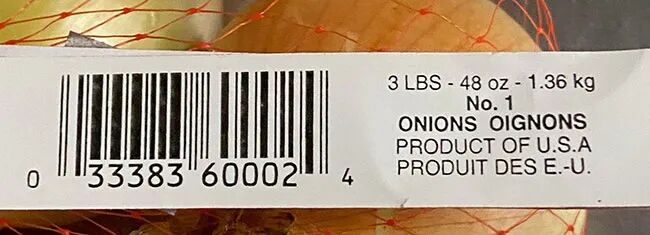 0 33383 60002 4
3 LBS - 48 oz - 1.36 kg
No. 1
ONIONS OIGNONS
PRODUCT OF U.S.A
PRODUIT DES E.-U.